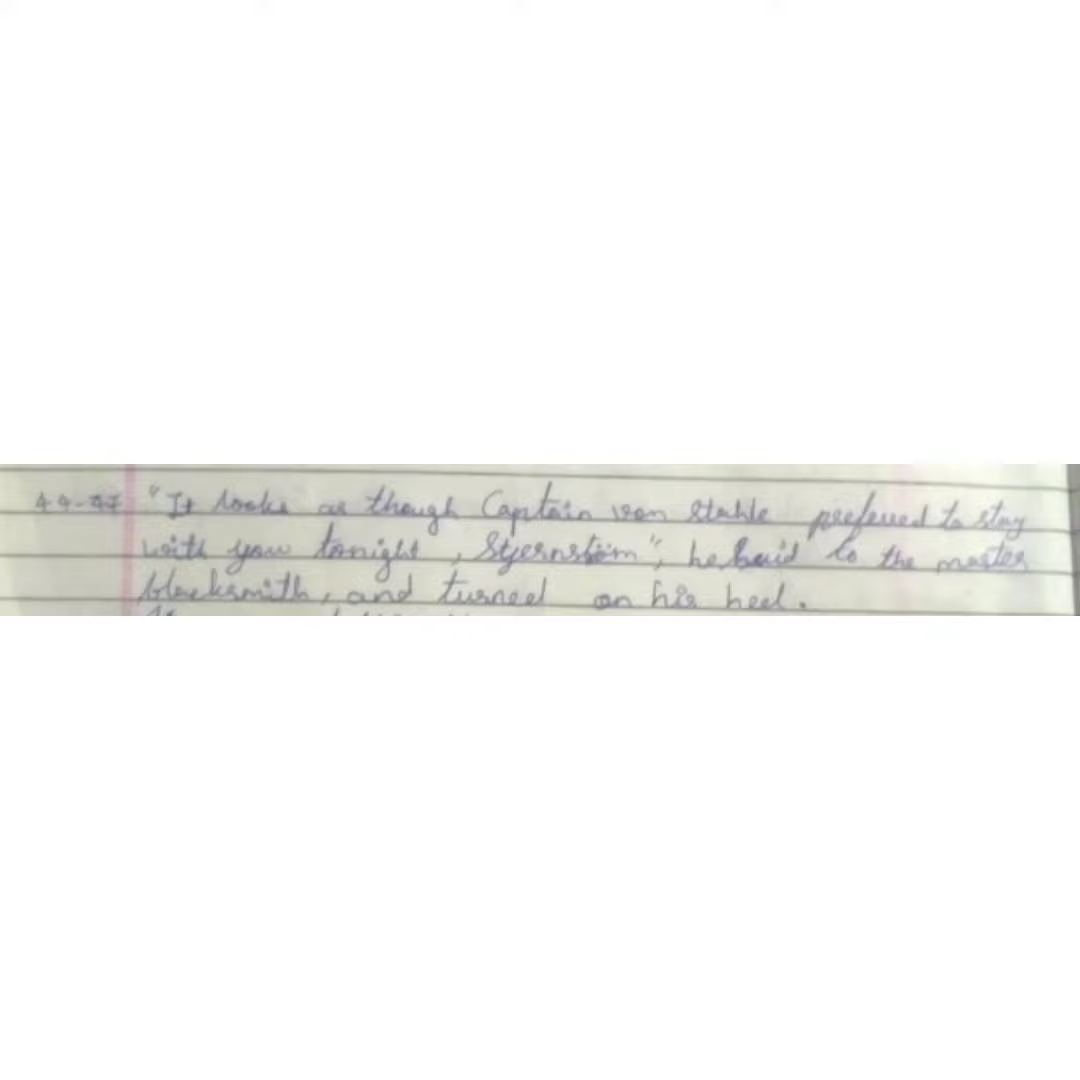 44-47 "It looks as though Captain von Stahle preferred to stay
with you tonight, Stjernstöm", he said to the master
blacksmith, and turned on his heel.